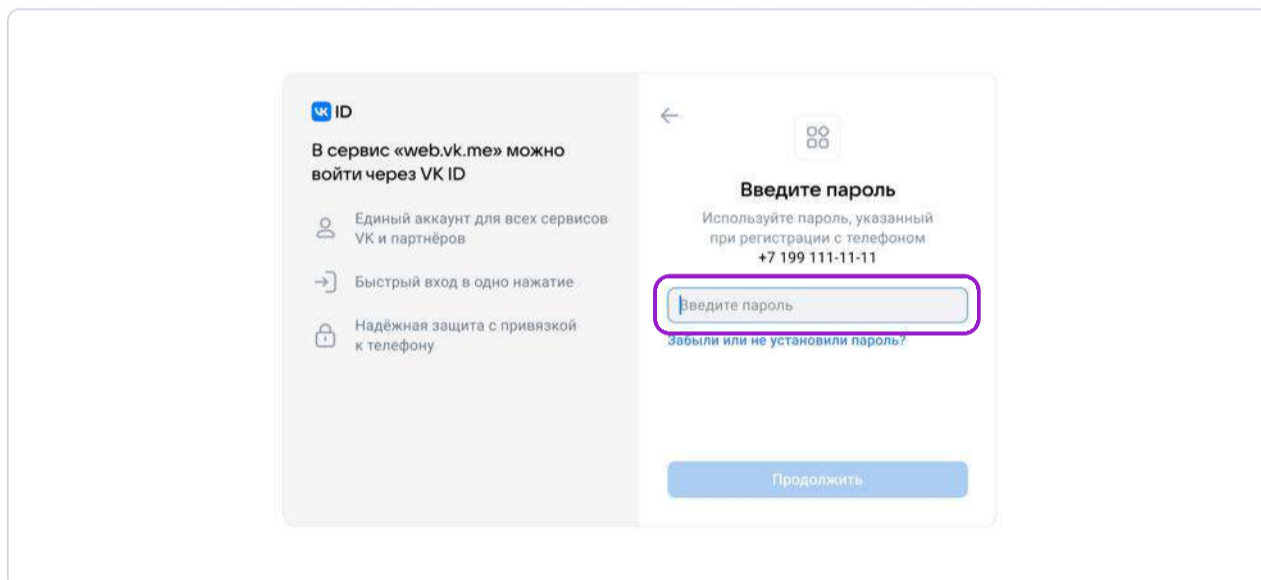 VK ID
В сервис «web.vk.me» можно
войти через VK ID
Единый аккаунт для всех сервисов
VK и партнёров
Быстрый вход в одно нажатие
Надёжная защита с привязкой
к телефону
Введите пароль
Используйте пароль, указанный
при регистрации с телефоном
+7 199 111-11-11
Введите пароль
Забыли или не установили пароль?
Продолжить